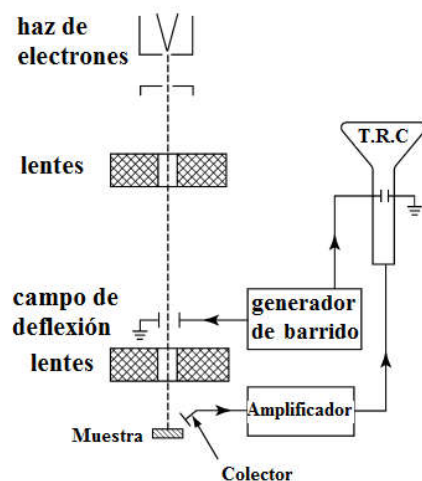 haz de
electrones
T.R.C
lentes
campo de
deflexión
generador
de barrido
lentes
Amplificador
Muestra
Colector